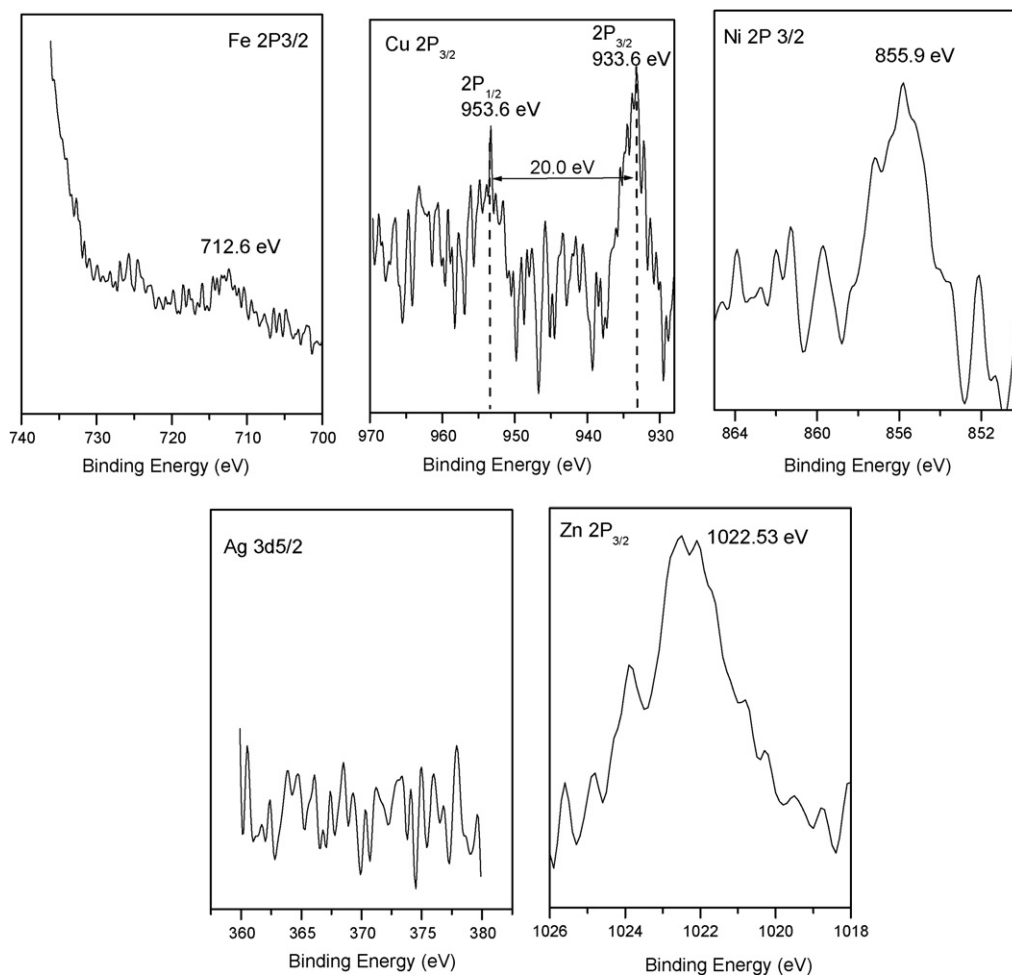 Fe 2P3/2
712.6 eV
740 730 720 710 700
Binding Energy (eV)
Cu 2P3/2
2P1/2
953.6 eV
2P3/2
933.6 eV
20.0 eV
970 960 950 940 930
Binding Energy (eV)
Ni 2P 3/2
855.9 eV
864 860 856 852
Binding Energy (eV)
Ag 3d5/2
360 365 370 375 380
Binding Energy (eV)
Zn 2P3/2
1022.53 eV
1026 1024 1022 1020 1018
Binding Energy (eV)